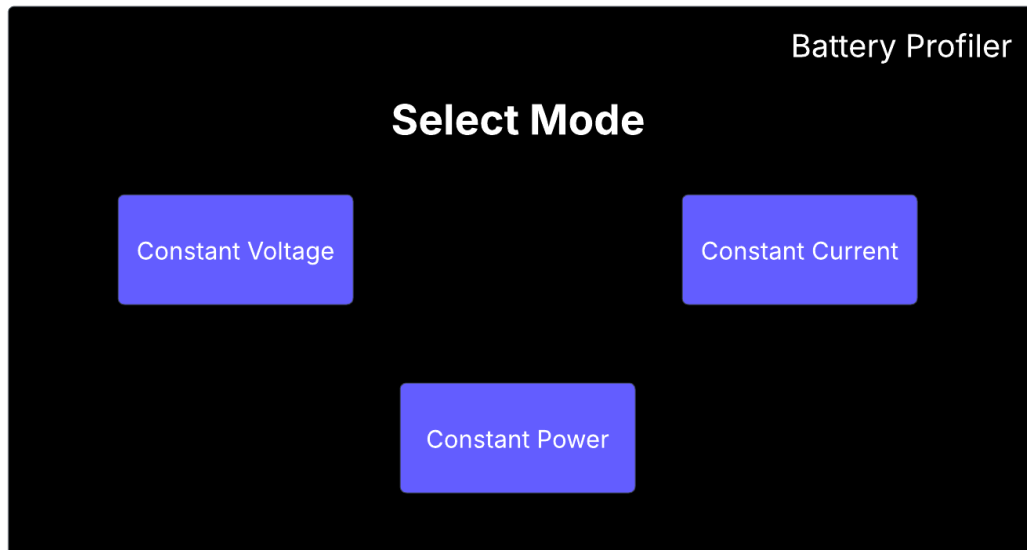 Battery Profiler
Select Mode
Constant Voltage
Constant Current
Constant Power